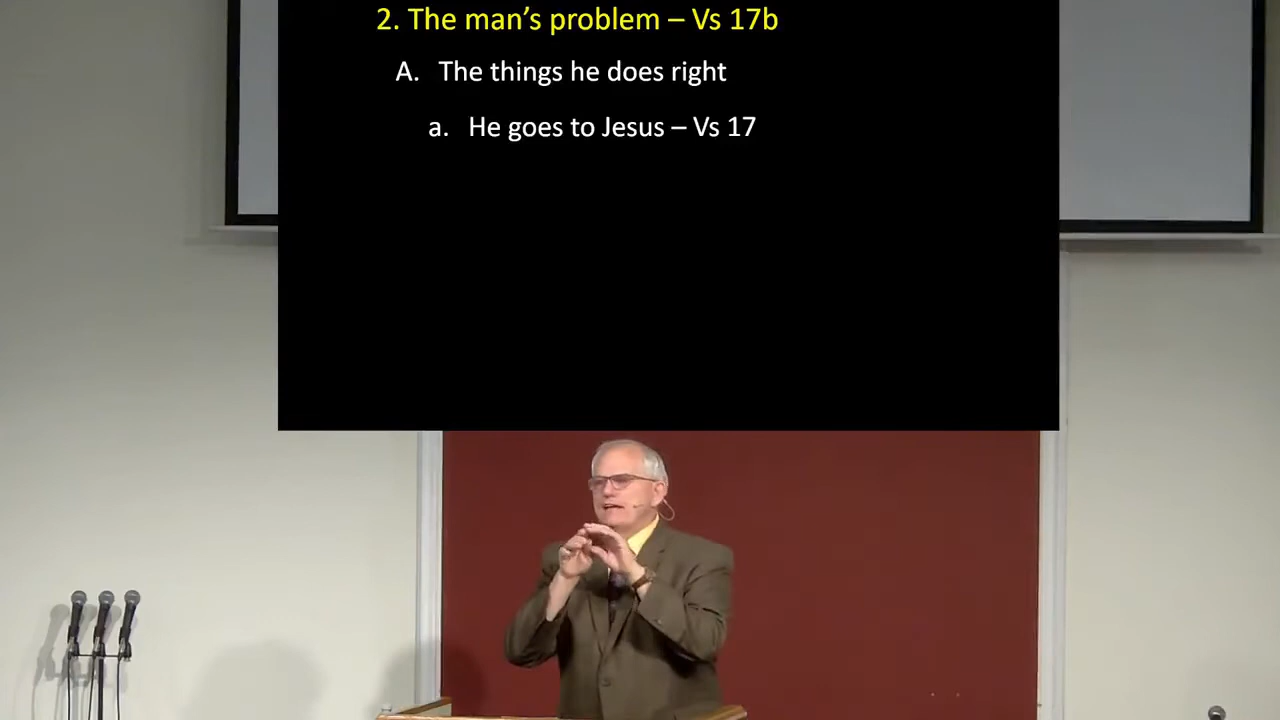 2. The man’s problem – Vs 17b
A. The things he does right
a. He goes to Jesus – Vs 17